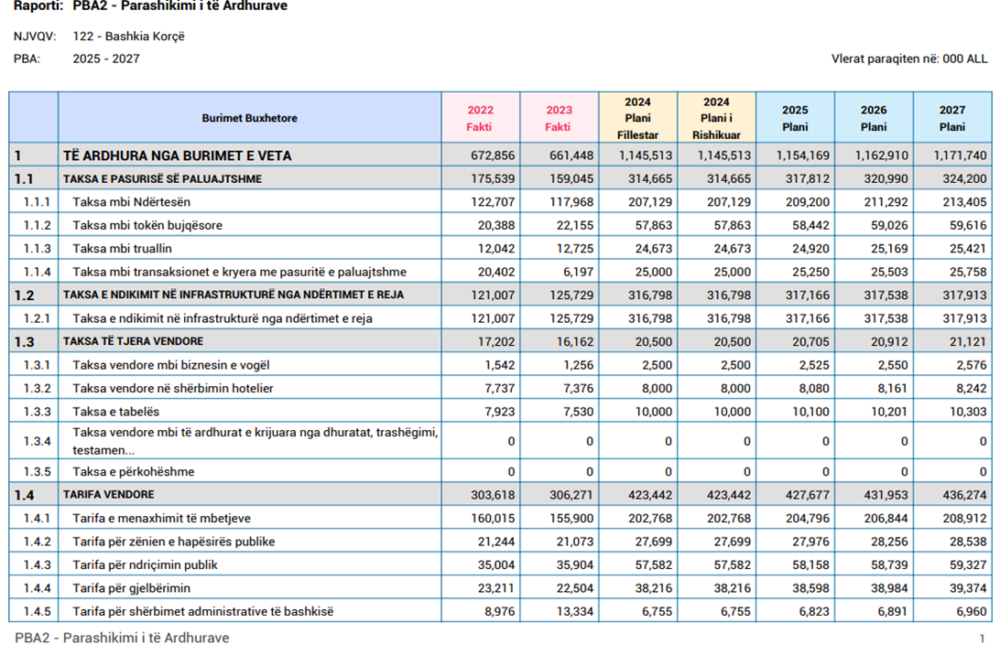 Raporti: PBA2 - Parashikimi i të Ardhurave
NJVQV: 122 - Bashkia Korçë
PBA: 2025 - 2027 Vlerat paraqiten në: 000 ALL
Burimet Buxhetore 2022 Fakti 2023 Fakti 2024 Plani Fillestar 2024 Plani i Rishikuar 2025 Plani 2026 Plani 2027 Plani
1 TË ARDHURA NGA BURIMET E VETA 672,856 661,448 1,145,513 1,145,513 1,154,169 1,162,910 1,171,740
1.1 TAKSA E PASURISË SË PALUAJTSHME 175,539 159,045 314,665 314,665 317,812 320,990 324,200
1.1.1 Taksa mbi Ndërtesën 122,707 117,968 207,129 207,129 209,200 211,292 213,405
1.1.2 Taksa mbi tokën bujqësore 20,388 22,155 57,863 57,863 58,442 59,026 59,616
1.1.3 Taksa mbi truallin 12,042 12,725 24,673 24,673 24,920 25,169 25,421
1.1.4 Taksa mbi transaksionet e kryera me pasuritë e paluajtshme 20,402 6,197 25,000 25,000 25,250 25,503 25,758
1.2 TAKSA E NDIKIMIT NË INFRASTRUKTURË NGA NDËRTIMET E REJA 121,007 125,729 316,798 316,798 317,166 317,538 317,913
1.2.1 Taksa e ndikimit në infrastrukturë nga ndërtimet e reja 121,007 125,729 316,798 316,798 317,166 317,538 317,913
1.3 TAKSA TË TJERA VENDORE 17,202 16,162 20,500 20,500 20,705 20,912 21,121
1.3.1 Taksa vendore mbi biznesin e vogël 1,542 1,256 2,500 2,500 2,525 2,550 2,576
1.3.2 Taksa vendore në shërbimin hotelier 7,737 7,376 8,000 8,000 8,080 8,161 8,242
1.3.3 Taksa e tabelës 7,923 7,530 10,000 10,000 10,100 10,201 10,303
1.3.4 Taksa vendore mbi të ardhurat e krijuara nga dhuratat, trashëgimi,
testamen... 0 0 0 0 0 0 0
1.3.5 Taksa e përkohëshme 0 0 0 0 0 0 0
1.4 TARIFA VENDORE 303,618 306,271 423,442 423,442 427,677 431,953 436,274
1.4.1 Tarifa e menaxhimit të mbetjeve 160,015 155,900 202,768 202,768 204,796 206,844 208,912
1.4.2 Tarifa për zënien e hapësirës publike 21,244 21,073 27,699 27,699 27,976 28,256 28,538
1.4.3 Tarifa për ndriçimin publik 35,004 35,904 57,582 57,582 58,158 58,739 59,327
1.4.4 Tarifa për gjelbërimin 23,211 22,504 38,216 38,216 38,598 38,984 39,374
1.4.5 Tarifa për shërbimet administrative të bashkisë 8,976 13,334 6,755 6,755 6,823 6,891 6,960
PBA2 - Parashikimi i të Ardhurave 1